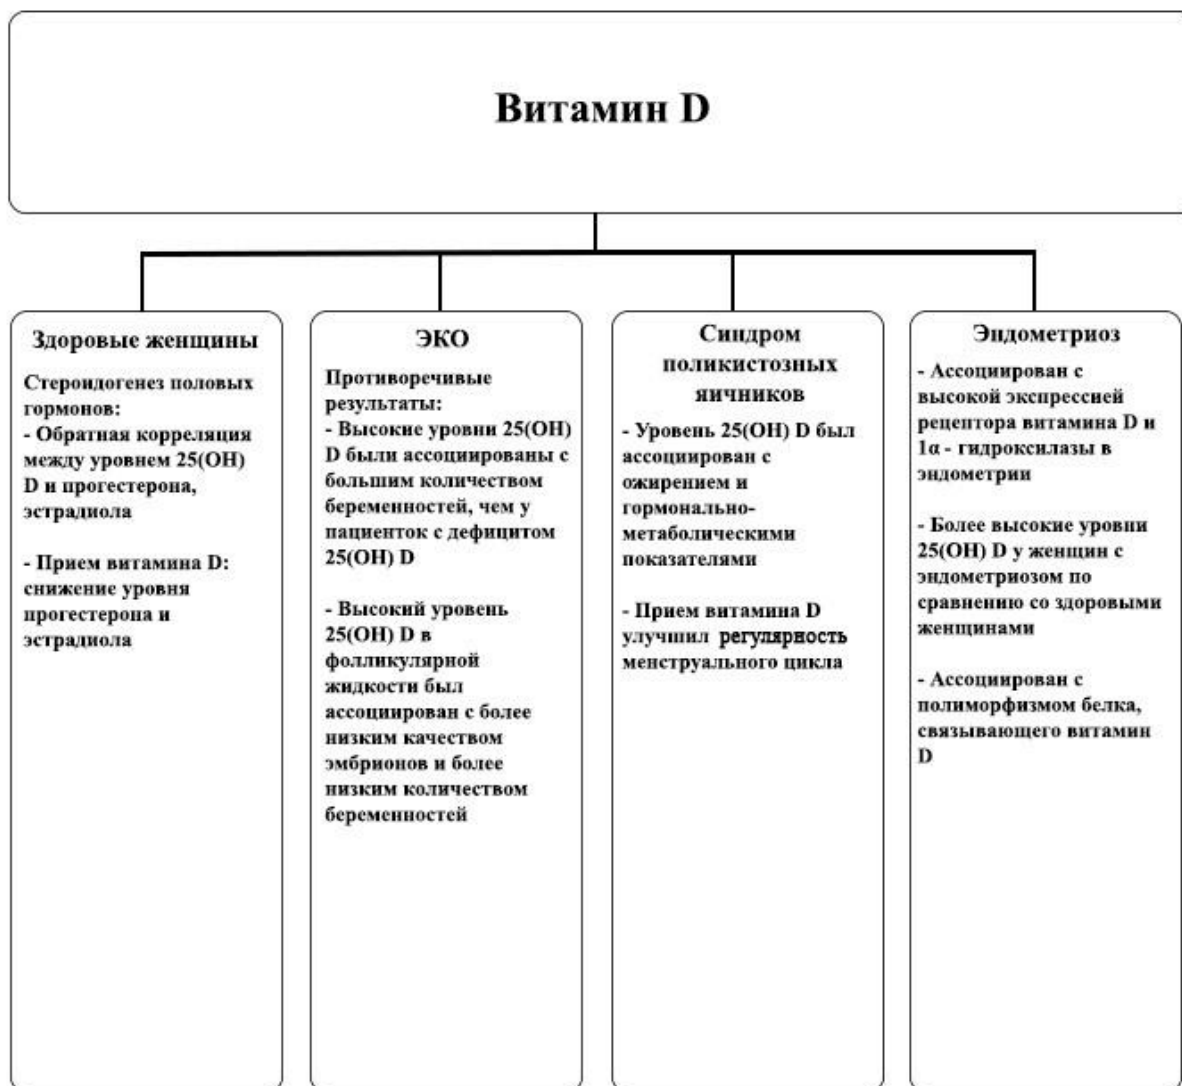 Витамин D
Здоровые женщины
Стероидогенез половых
гормонов:
- Обратная корреляция
между уровнем 25(OH)
D и прогестерона,
эстрадиола
- Прием витамина D:
снижение уровня
прогестерона и
эстрадиола
ЭКО
Противоречивые
результаты:
- Высокие уровни 25(OH)
D были ассоциированы с
большим количеством
беременностей, чем у
пациенток с дефицитом
25(OH) D
- Высокий уровень
25(OH) D в
фолликулярной
жидкости был
ассоциирован с более
низким качеством
эмбрионов и более
низким количеством
беременностей
Синдром
поликистозных
яичников
- Уровень 25(OH) D был
ассоциирован с
ожирением и
гормонально-
метаболическими
показателями
- Прием витамина D
улучшил регулярность
менструального цикла
Эндометриоз
- Ассоциирован с
высокой экспрессией
рецептора витамина D и
1α - гидроксилазы в
эндометрии
- Более высокие уровни
25(OH) D у женщин с
эндометриозом по
сравнению со здоровыми
женщинами
- Ассоциирован с
полиморфизмом белка,
связывающего витамин
D